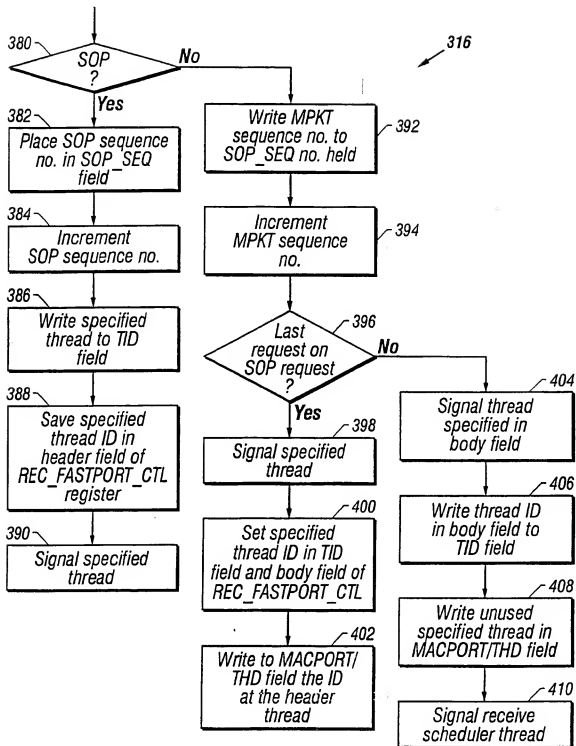 380
SOP
?
No
316
Yes
382
Place SOP sequence
no. in SOP_SEQ
field
384
Increment
SOP sequence no.
386
Write specified
thread to TID
field
388
Save specified
thread ID in
header field of
REC_FASTPORT_CTL
register
390
Signal specified
thread
Write MPKT
sequence no. to
SOP_SEQ no. held
392
Increment
MPKT sequence
no.
394
396
Last
request on
SOP request
?
No
Yes
398
Signal specified
thread
400
Set specified
thread ID in TID
field and body field of
REC_FASTPORT_CTL
402
Write to MACPORT/
THD field the ID
at the header
thread
404
Signal thread
specified in
body field
406
Write thread ID
in body field to
TID field
408
Write unused
specified thread in
MACPORT/THD field
410
Signal receive
scheduler thread